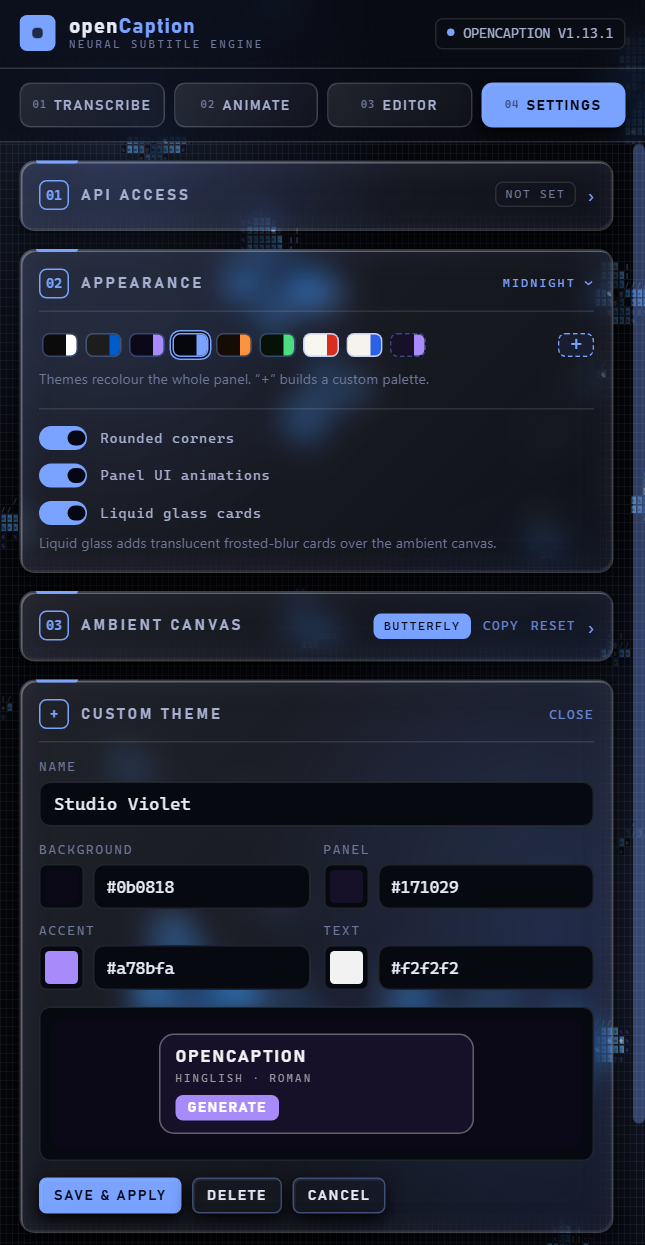 openCaption
NEURAL SUBTITLE ENGINE
OPENCAPTION V1.13.1
01 TRANSCRIBE
02 ANIMATE
03 EDITOR
04 SETTINGS
01 API ACCESS
NOT SET ›
02 APPEARANCE
MIDNIGHT
+
Themes recolour the whole panel. “+” builds a custom palette.
Rounded corners
Panel UI animations
Liquid glass cards
Liquid glass adds translucent frosted-blur cards over the ambient canvas.
03 AMBIENT CANVAS
BUTTERFLY COPY RESET ›
+ CUSTOM THEME
CLOSE
NAME
Studio Violet
BACKGROUND
#0b0818
PANEL
#171029
ACCENT
#a78bfa
TEXT
#f2f2f2
OPENCAPTION
HINGLISH · ROMAN
GENERATE
SAVE & APPLY
DELETE
CANCEL